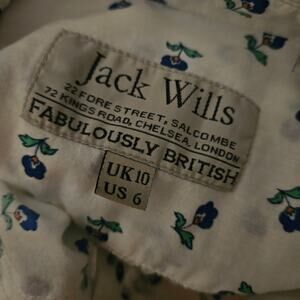 Jack Wills
22 FORE STREET, SALCOMBE
72 KINGS ROAD, CHELSEA, LONDON
FABULOUSLY BRITISH
UK 10
US 6